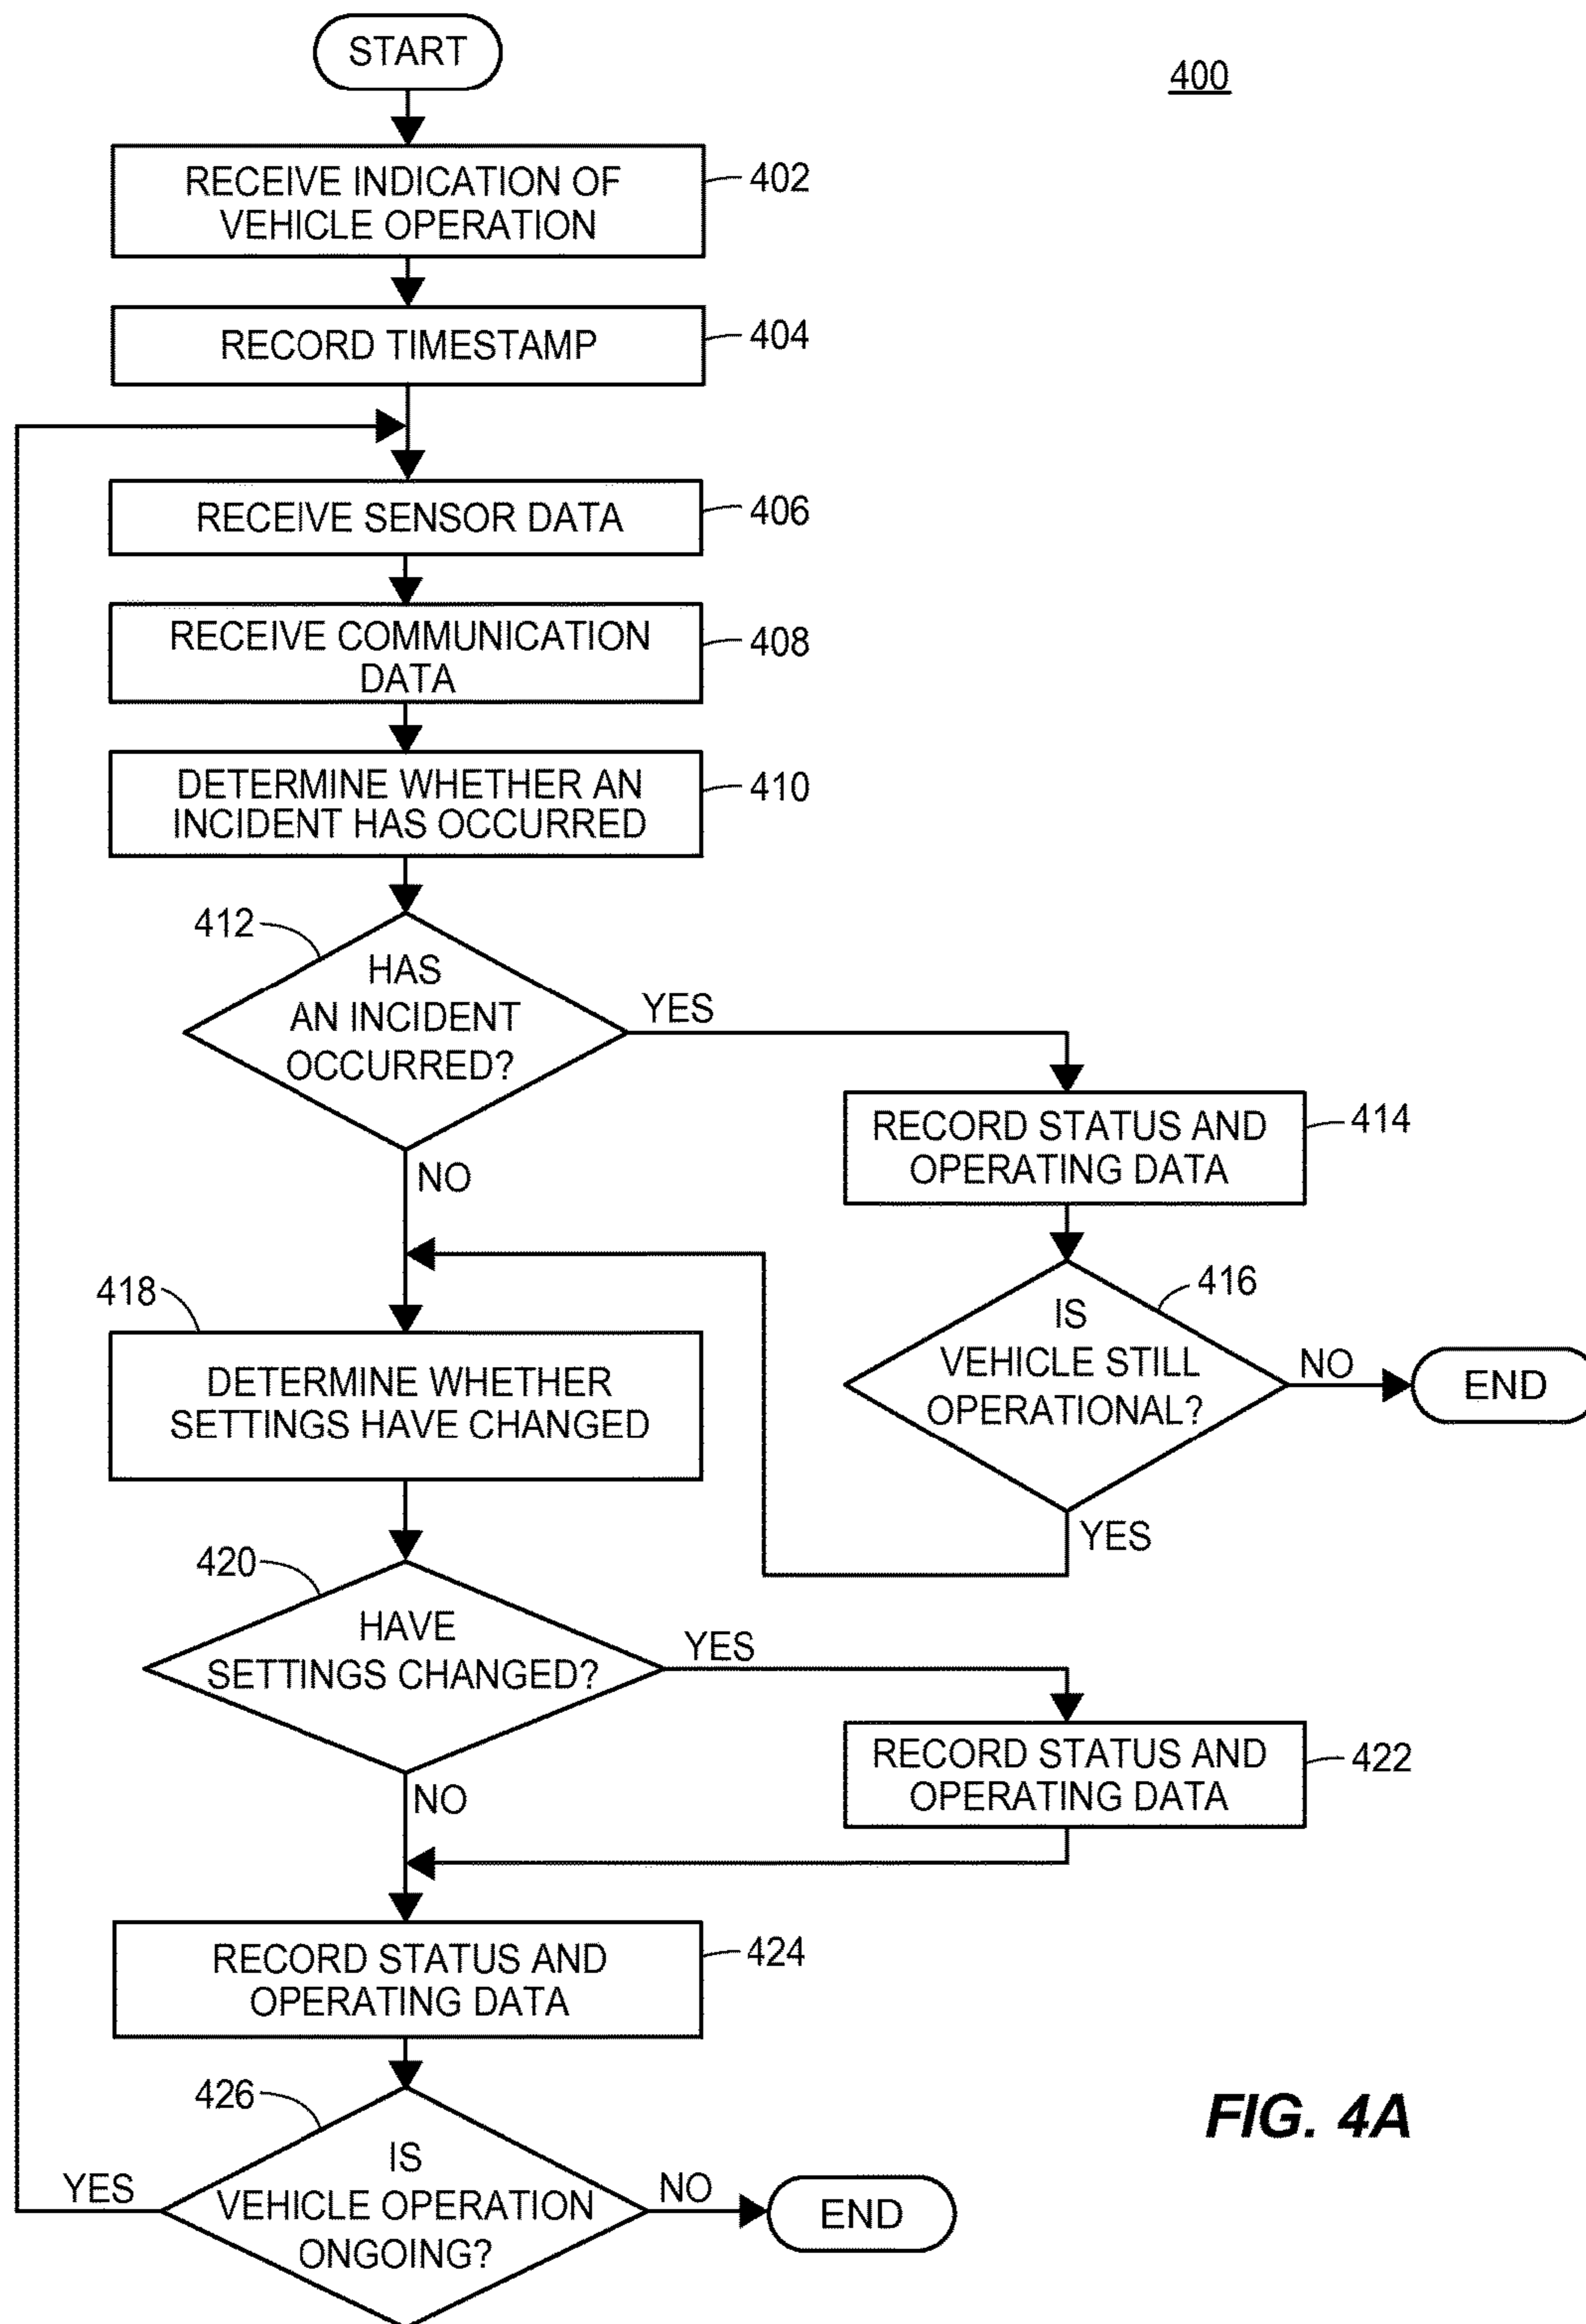 START
400
RECEIVE INDICATION OF
VEHICLE OPERATION
402
RECORD TIMESTAMP
404
RECEIVE SENSOR DATA
406
RECEIVE COMMUNICATION
DATA
408
DETERMINE WHETHER AN
INCIDENT HAS OCCURRED
410
412
HAS
AN INCIDENT
OCCURRED?
YES
NO
RECORD STATUS AND
OPERATING DATA
414
416
IS
VEHICLE STILL
OPERATIONAL?
NO
END
YES
418
DETERMINE WHETHER
SETTINGS HAVE CHANGED
420
HAVE
SETTINGS CHANGED?
YES
NO
RECORD STATUS AND
OPERATING DATA
422
RECORD STATUS AND
OPERATING DATA
424
426
IS
VEHICLE OPERATION
ONGOING?
YES
NO
END
FIG. 4A